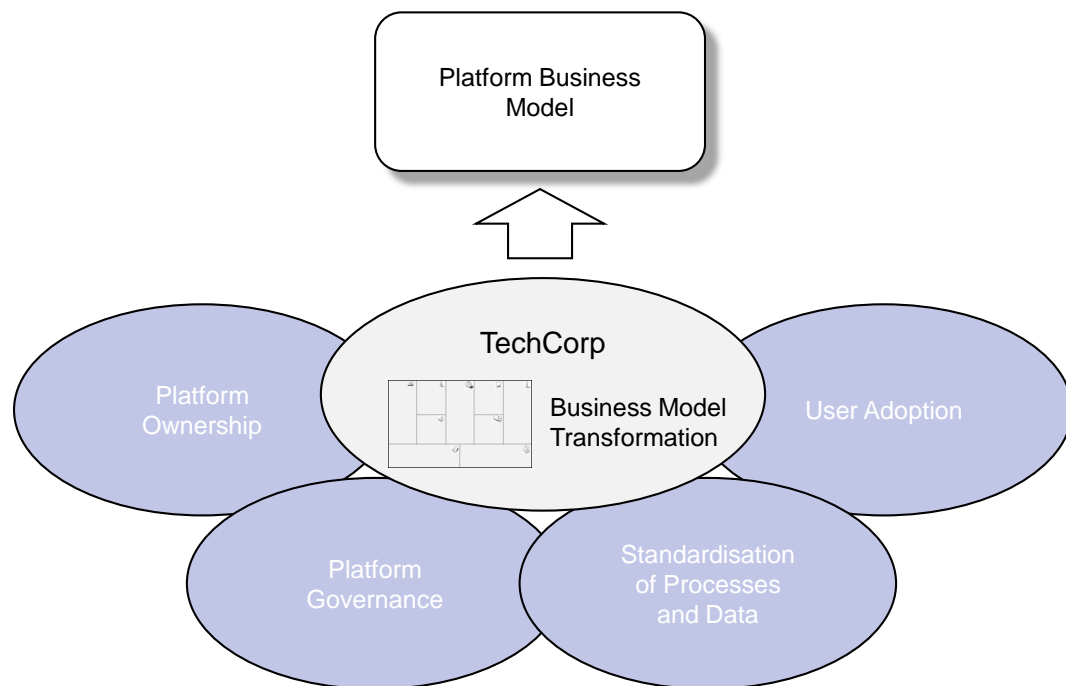 Platform Business
Model
TechCorp
Business Model
Transformation
Platform
Ownership
User Adoption
Platform
Governance
Standardisation
of Processes
and Data